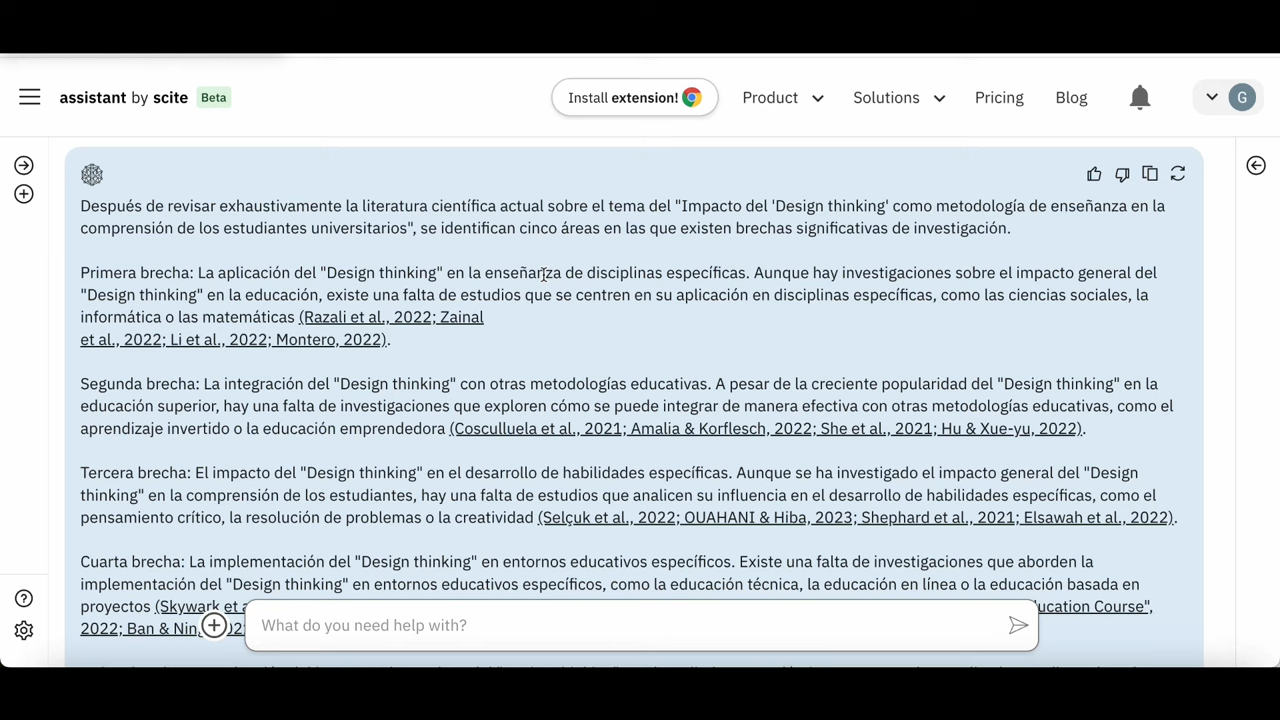 assistant by scite Beta
Install extension!
Product
Solutions
Pricing
Blog
G
Después de revisar exhaustivamente la literatura científica actual sobre el tema del "Impacto del 'Design thinking' como metodología de enseñanza en la
comprensión de los estudiantes universitarios", se identifican cinco áreas en las que existen brechas significativas de investigación.
Primera brecha: La aplicación del "Design thinking" en la enseñanza de disciplinas específicas. Aunque hay investigaciones sobre el impacto general del
"Design thinking" en la educación, existe una falta de estudios que se centren en su aplicación en disciplinas específicas, como las ciencias sociales, la
informática o las matemáticas (Razali et al., 2022; Zainal
et al., 2022; Li et al., 2022; Montero, 2022).
Segunda brecha: La integración del "Design thinking" con otras metodologías educativas. A pesar de la creciente popularidad del "Design thinking" en la
educación superior, hay una falta de investigaciones que exploren cómo se puede integrar de manera efectiva con otras metodologías educativas, como el
aprendizaje invertido o la educación emprendedora (Cosculluela et al., 2021; Amalia & Korflesch, 2022; She et al., 2021; Hu & Xue-yu, 2022).
Tercera brecha: El impacto del "Design thinking" en el desarrollo de habilidades específicas. Aunque se ha investigado el impacto general del "Design
thinking" en la comprensión de los estudiantes, hay una falta de estudios que analicen su influencia en el desarrollo de habilidades específicas, como el
pensamiento crítico, la resolución de problemas o la creatividad (Selçuk et al., 2022; OUAHANI & Hiba, 2023; Shephard et al., 2021; Elsawah et al., 2022).
Cuarta brecha: La implementación del "Design thinking" en entornos educativos específicos. Existe una falta de investigaciones que aborden la
implementación del "Design thinking" en entornos educativos específicos, como la educación técnica, la educación en línea o la educación basada en
proyectos (Skywark et a ucation Course",
2022; Ban & Nin
What do you need help with?